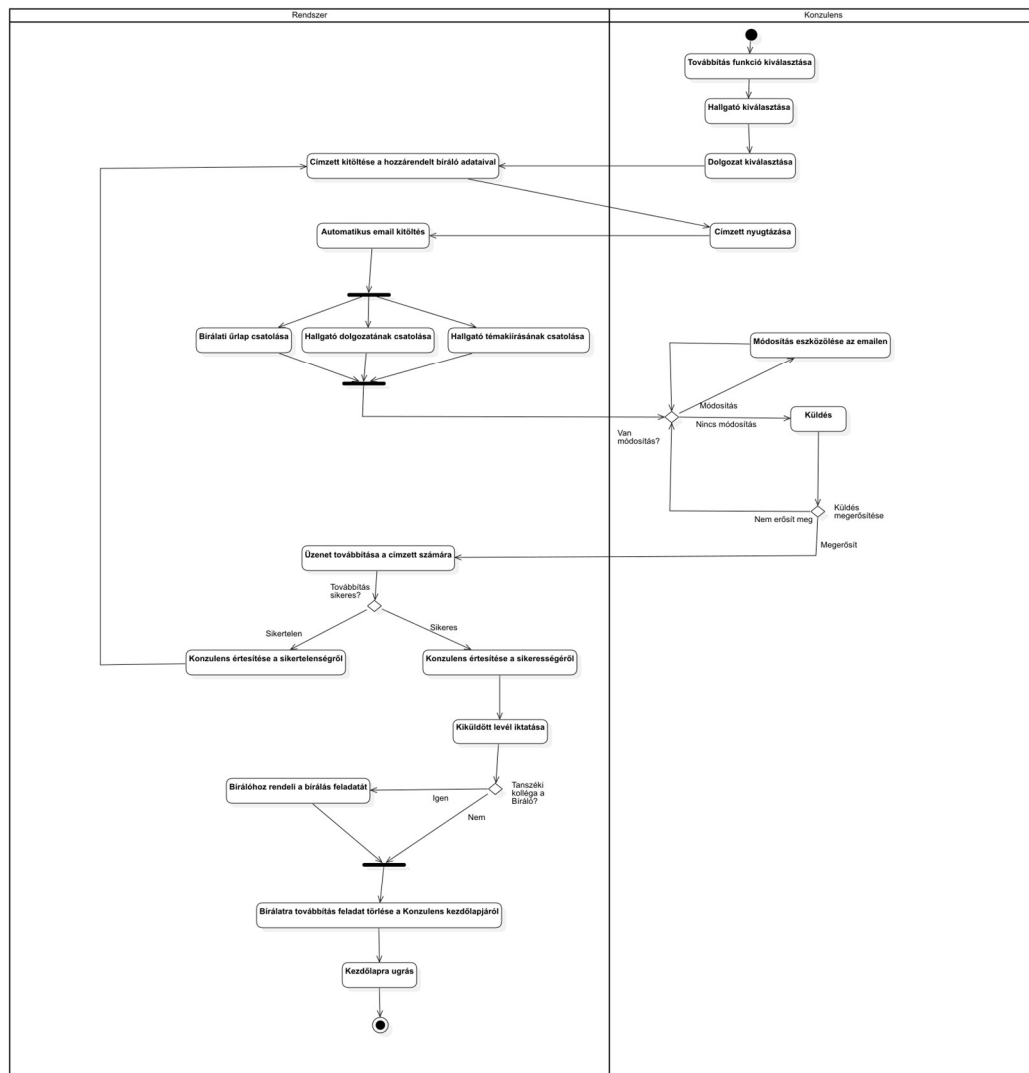 Rendszer
Konzulens
Továbbítás funkció kiválasztása
Hallgató kiválasztása
Címzett kitöltése a hozzárendelt bíráló adataival
Dolgozat kiválasztása
Automatikus email kitöltés
Címzett nyugtázása
Bírálati űrlap csatolása
Hallgató dolgozatának csatolása
Hallgató témakiírásának csatolása
Módosítás eszközölése az emailen
Módosítás
Küldés
Nincs módosítás
Van
módosítás?
Küldés
megerősítése
Nem erősít meg
Megerősít
Üzenet továbbítása a címzett számára
Továbbítás
sikeres?
Sikertelen
Sikeres
Konzulens értesítése a sikertelenségről
Konzulens értesítése a sikerességéről
Kiküldött levél iktatása
Bírálóhoz rendeli a bírálás feladatát
Tanszéki
kolléga a
Bíráló?
Igen
Nem
Bírálatra továbbítás feladat törlése a Konzulens kezdőlapjáról
Kezdőlapra ugrás